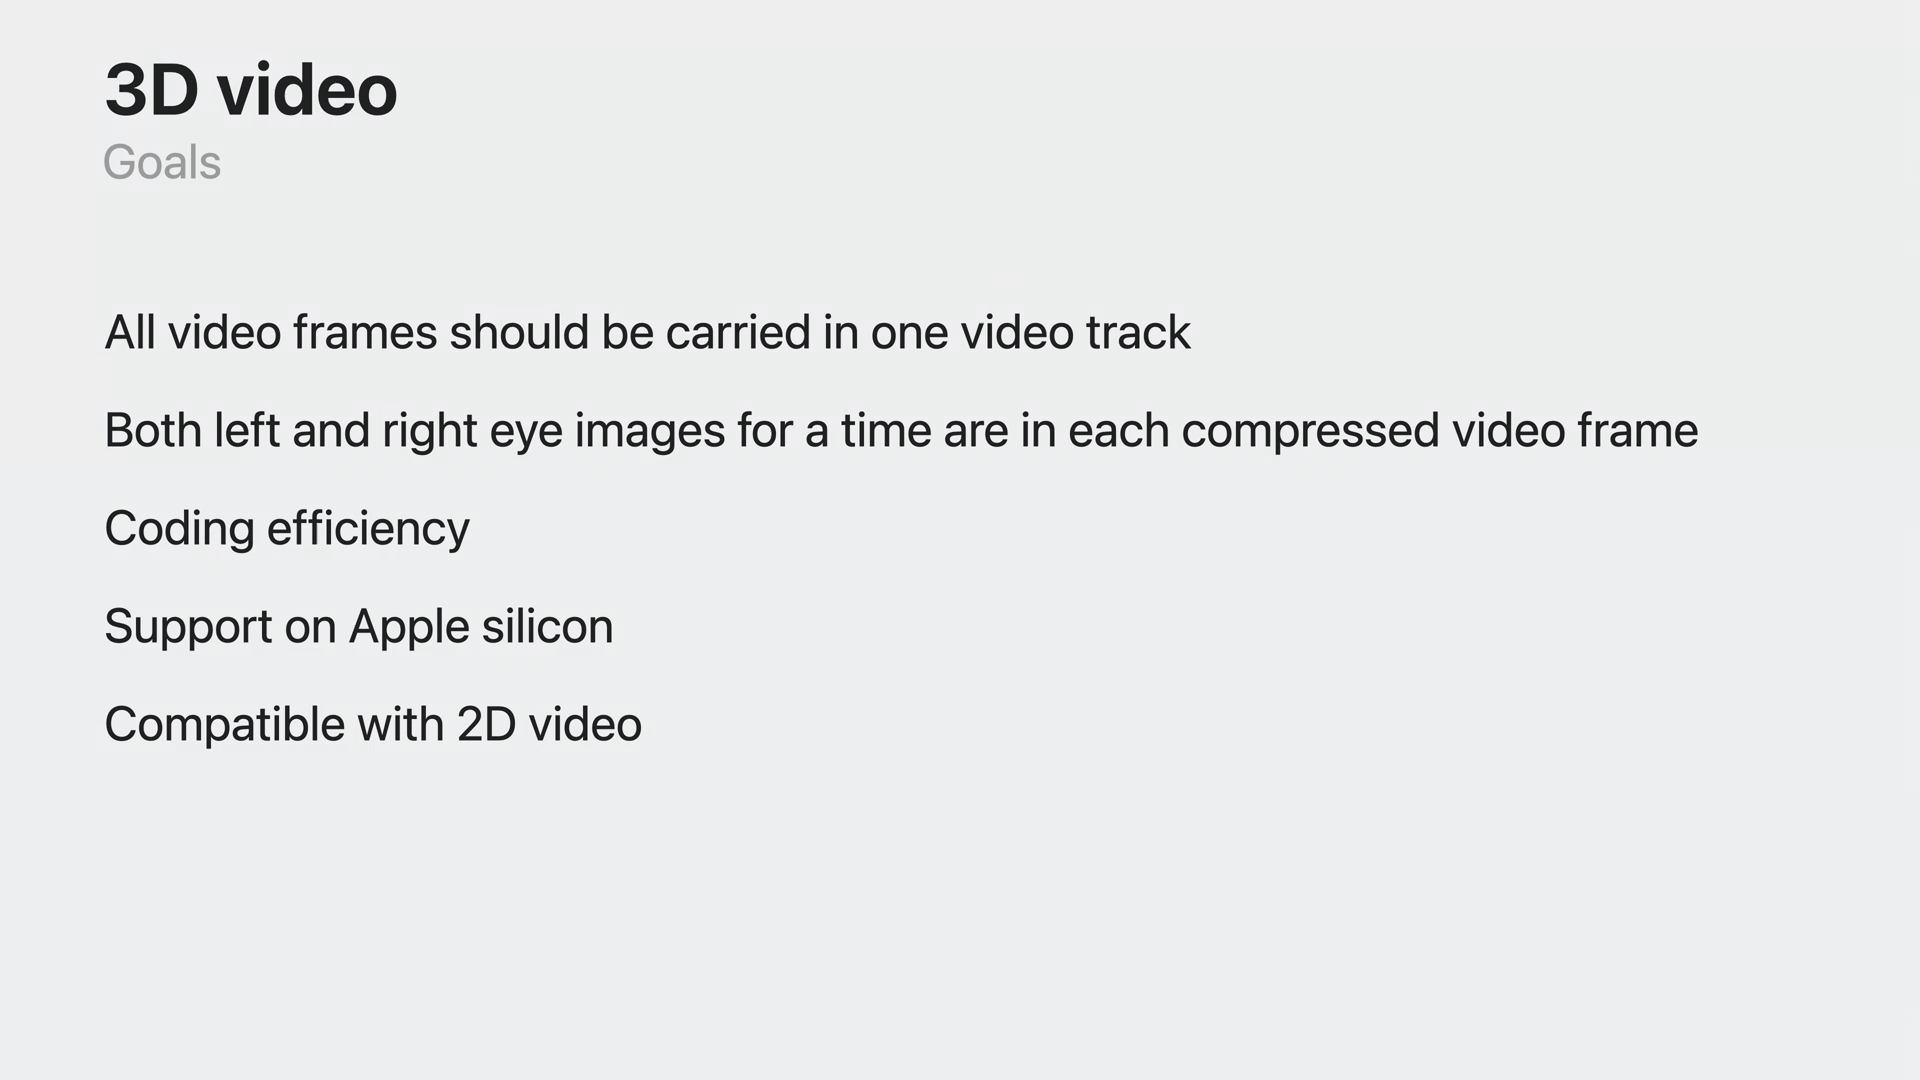 3D video
Goals
All video frames should be carried in one video track
Both left and right eye images for a time are in each compressed video frame
Coding efficiency
Support on Apple silicon
Compatible with 2D video